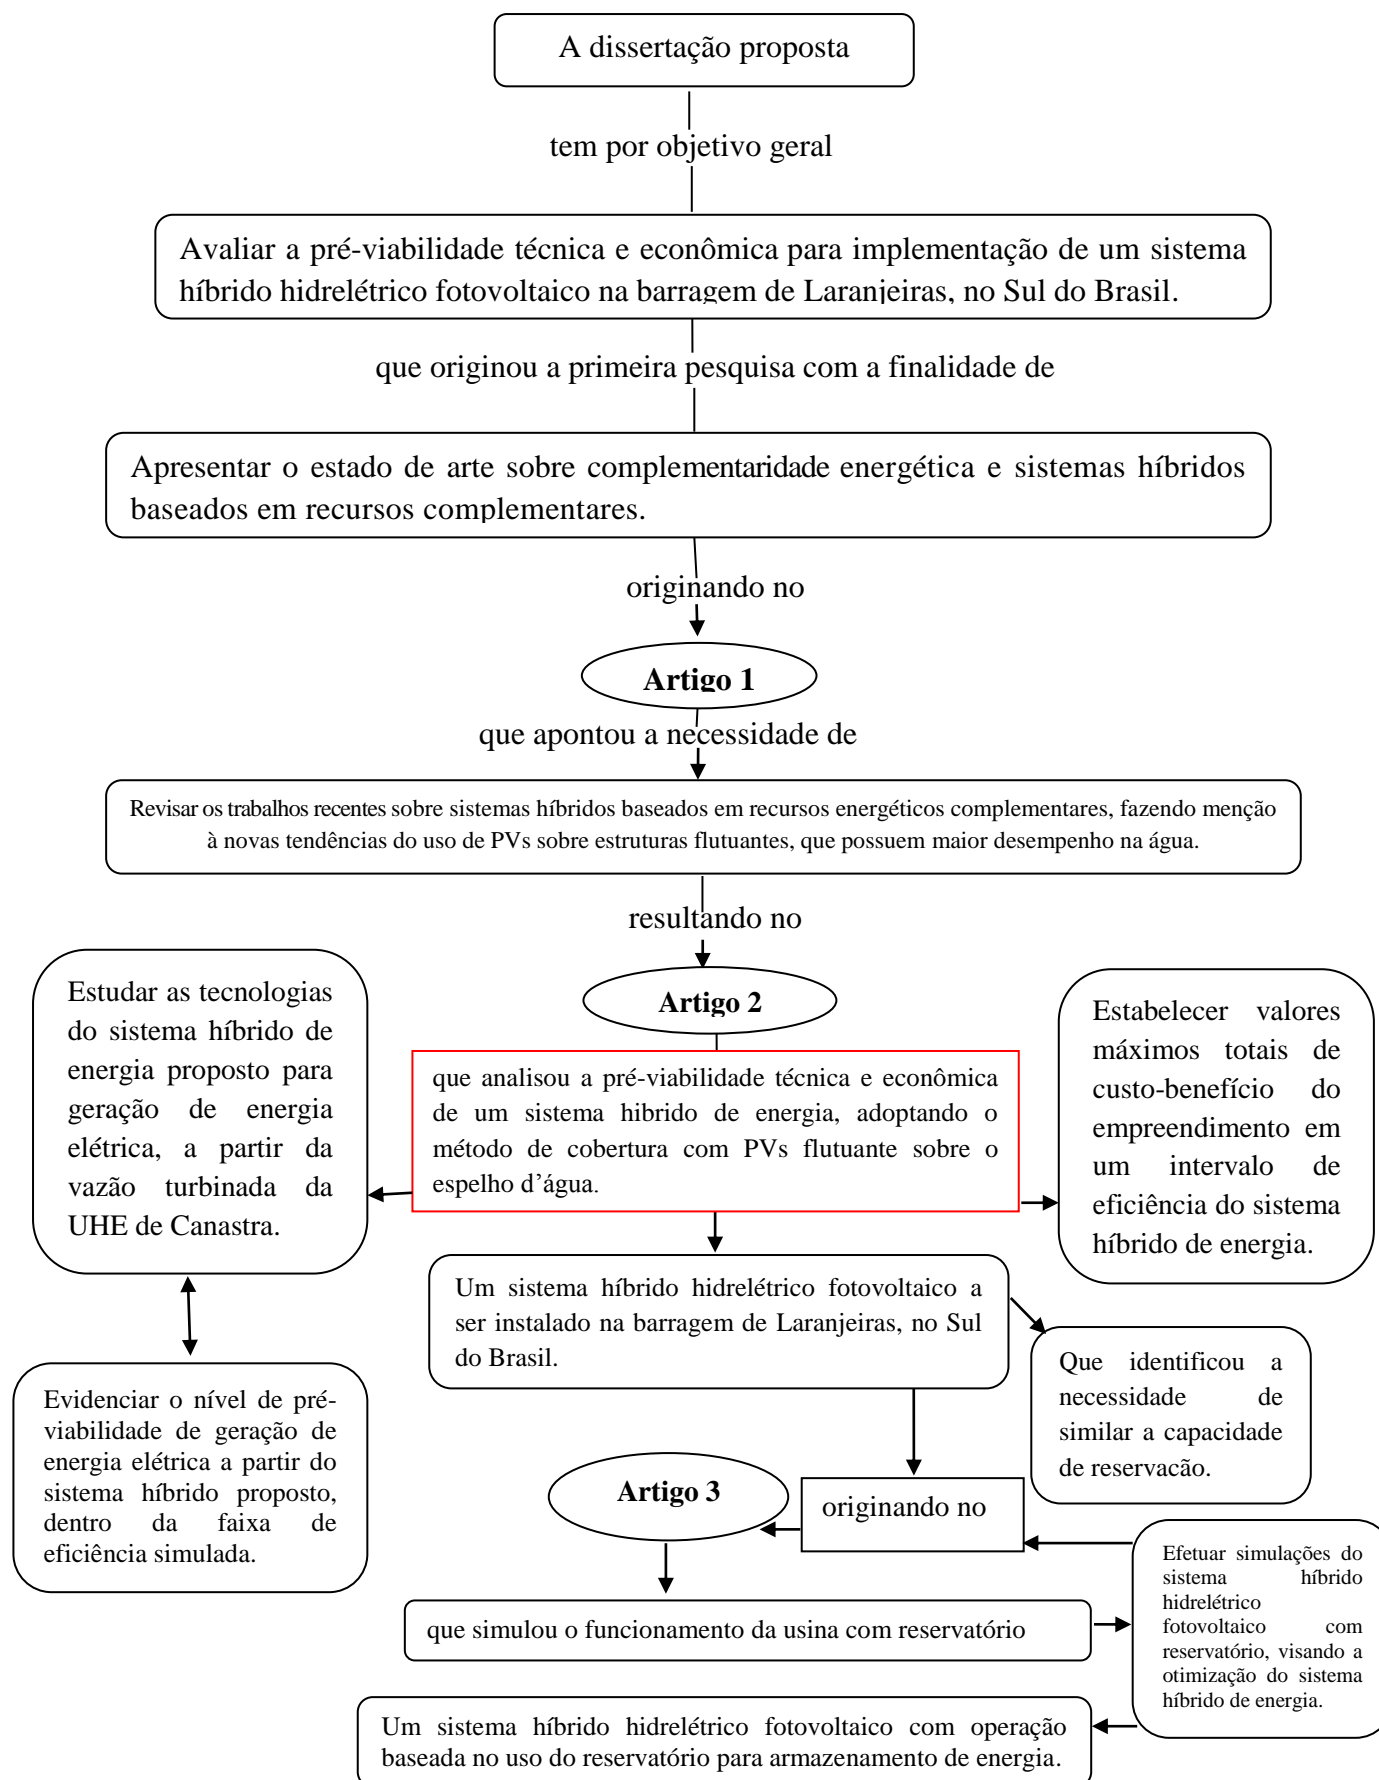 A dissertação proposta
tem por objetivo geral
Avaliar a pré-viabilidade técnica e econômica para implementação de um sistema
híbrido hidrelétrico fotovoltaico na barragem de Laranjeiras, no Sul do Brasil.
que originou a primeira pesquisa com a finalidade de
Apresentar o estado de arte sobre complementaridade energética e sistemas híbridos
baseados em recursos complementares.
originando no
Artigo 1
que apontou a necessidade de
Revisar os trabalhos recentes sobre sistemas híbridos baseados em recursos energéticos complementares, fazendo menção
à novas tendências do uso de PVs sobre estruturas flutuantes, que possuem maior desempenho na água.
resultando no
Artigo 2
Estudar as tecnologias
do sistema híbrido de
energia proposto para
geração de energia
elétrica, a partir da
vazão turbinada da
UHE de Canastra.
que analisou a pré-viabilidade técnica e econômica
de um sistema hibrido de energia, adoptando o
método de cobertura com PVs flutuante sobre o
espelho d'água.
Estabelecer valores
máximos totais de
custo-benefício do
empreendimento em
um intervalo de
eficiência do sistema
híbrido de energia.
Um sistema híbrido hidrelétrico fotovoltaico a
ser instalado na barragem de Laranjeiras, no Sul
do Brasil.
Que identificou a
necessidade de
similar a capacidade
de reservacão.
Evidenciar o nível de pré-
viabilidade de geração de
energia elétrica a partir do
sistema híbrido proposto,
dentro da faixa de
eficiência simulada.
Artigo 3
originando no
que simulou o funcionamento da usina com reservatório
Efetuar simulações do
sistema híbrido
hidrelétrico
fotovoltaico com
reservatório, visando a
otimização do sistema
híbrido de energia.
Um sistema híbrido hidrelétrico fotovoltaico com operação
baseada no uso do reservatório para armazenamento de energia.